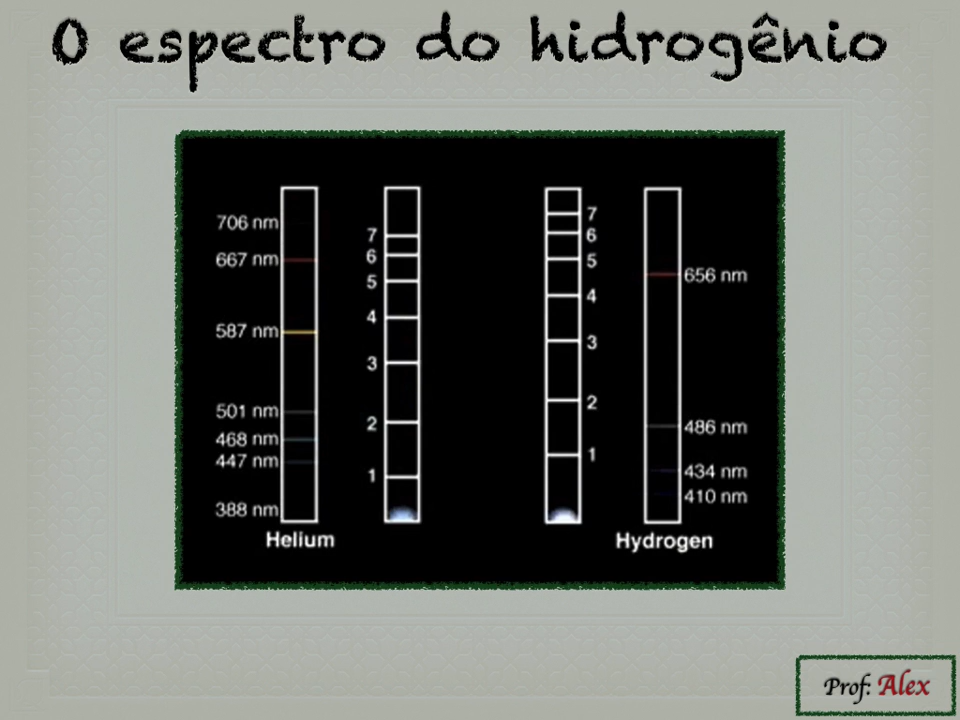 O espectro do hidrogênio
706 nm
667 nm
587 nm
501 nm
468 nm
447 nm
388 nm
Helium
7
6
5
4
3
2
1
7
6
5
4
3
2
1
656 nm
486 nm
434 nm
410 nm
Hydrogen
Prof: Alex